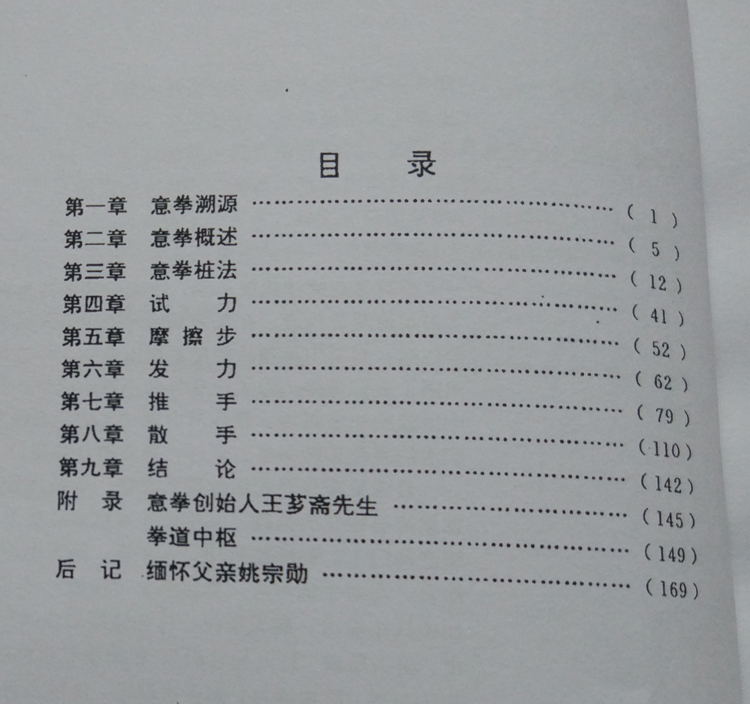 目 录
第一章 意拳溯源 ………………………………………… ( 1 )
第二章 意拳概述 ………………………………………… ( 5 )
第三章 意拳桩法 ………………………………………… ( 12 )
第四章 试 力 ………………………………………… ( 41 )
第五章 摩擦步 ………………………………………… ( 52 )
第六章 发 力 ………………………………………… ( 62 )
第七章 推 手 ………………………………………… ( 79 )
第八章 散 手 ………………………………………… (110 )
第九章 结 论 ………………………………………… (142 )
附 录 意拳创始人王芗斋先生 ………………………… (145 )
拳道中枢 ………………………………………… (149 )
后 记 缅怀父亲姚宗勋 ………………………………… (169 )